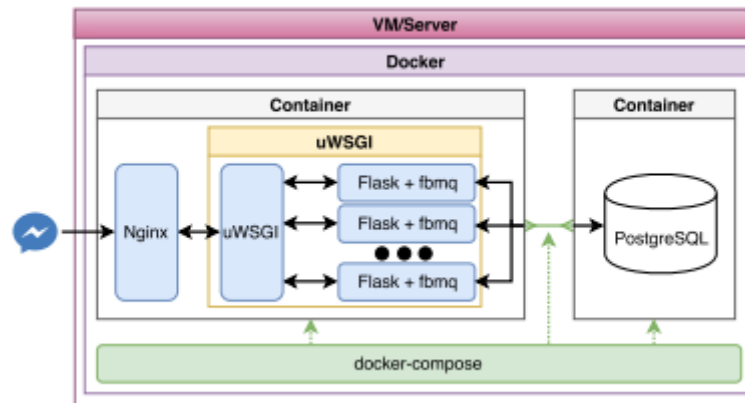 VM/Server
Docker
Container
Container
uWSGI
Nginx
uWSGI
Flask + fbmq
Flask + fbmq
Flask + fbmq
PostgreSQL
docker-compose